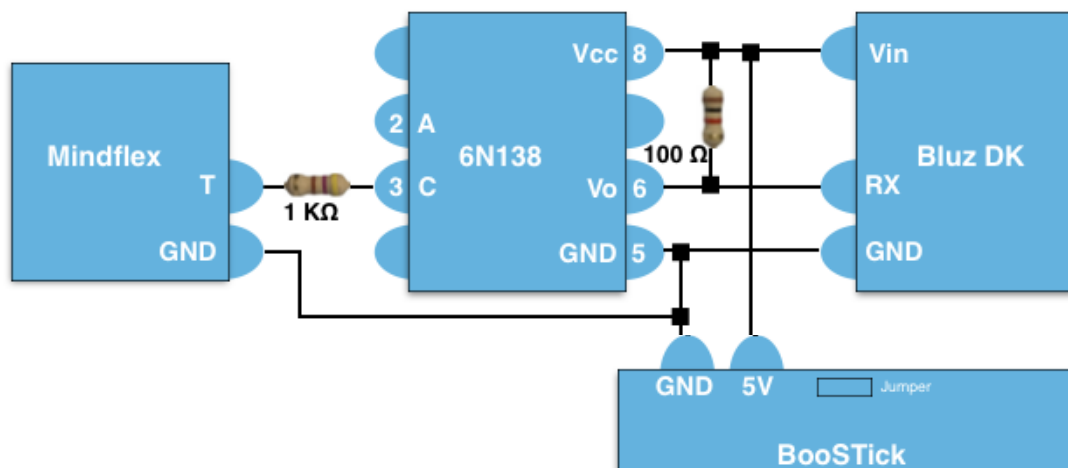 Mindflex
T
GND
1 KΩ
2 A
3 C
6N138
Vcc 8
Vo 6
GND 5
100 Ω
Vin
Bluz DK
RX
GND
GND 5V
Jumper
BooSTick